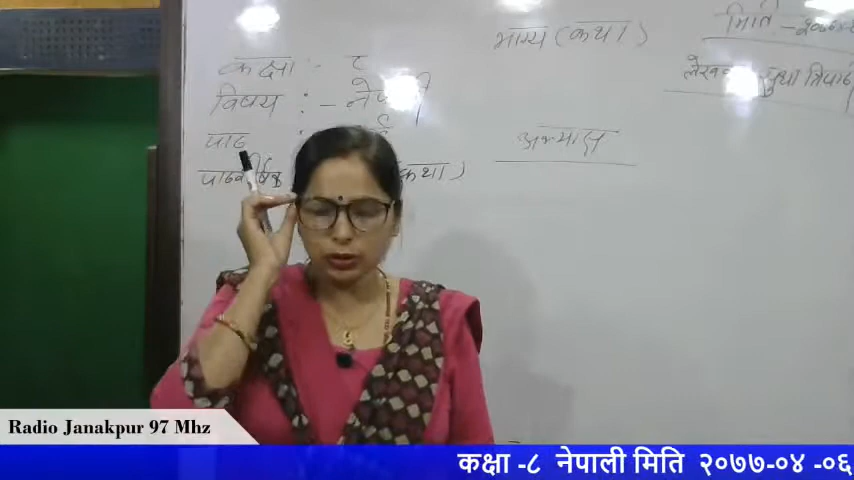 भाग्य (कथा)
मिति -
कक्षा :- ८
विषय : - नेपाली
लेखक सुधा त्रिपाठी
पाठ :
अभ्यास
कथा)
Radio Janakpur 97 Mhz
कक्षा -८ नेपाली मिति २०७७-०४ -०६